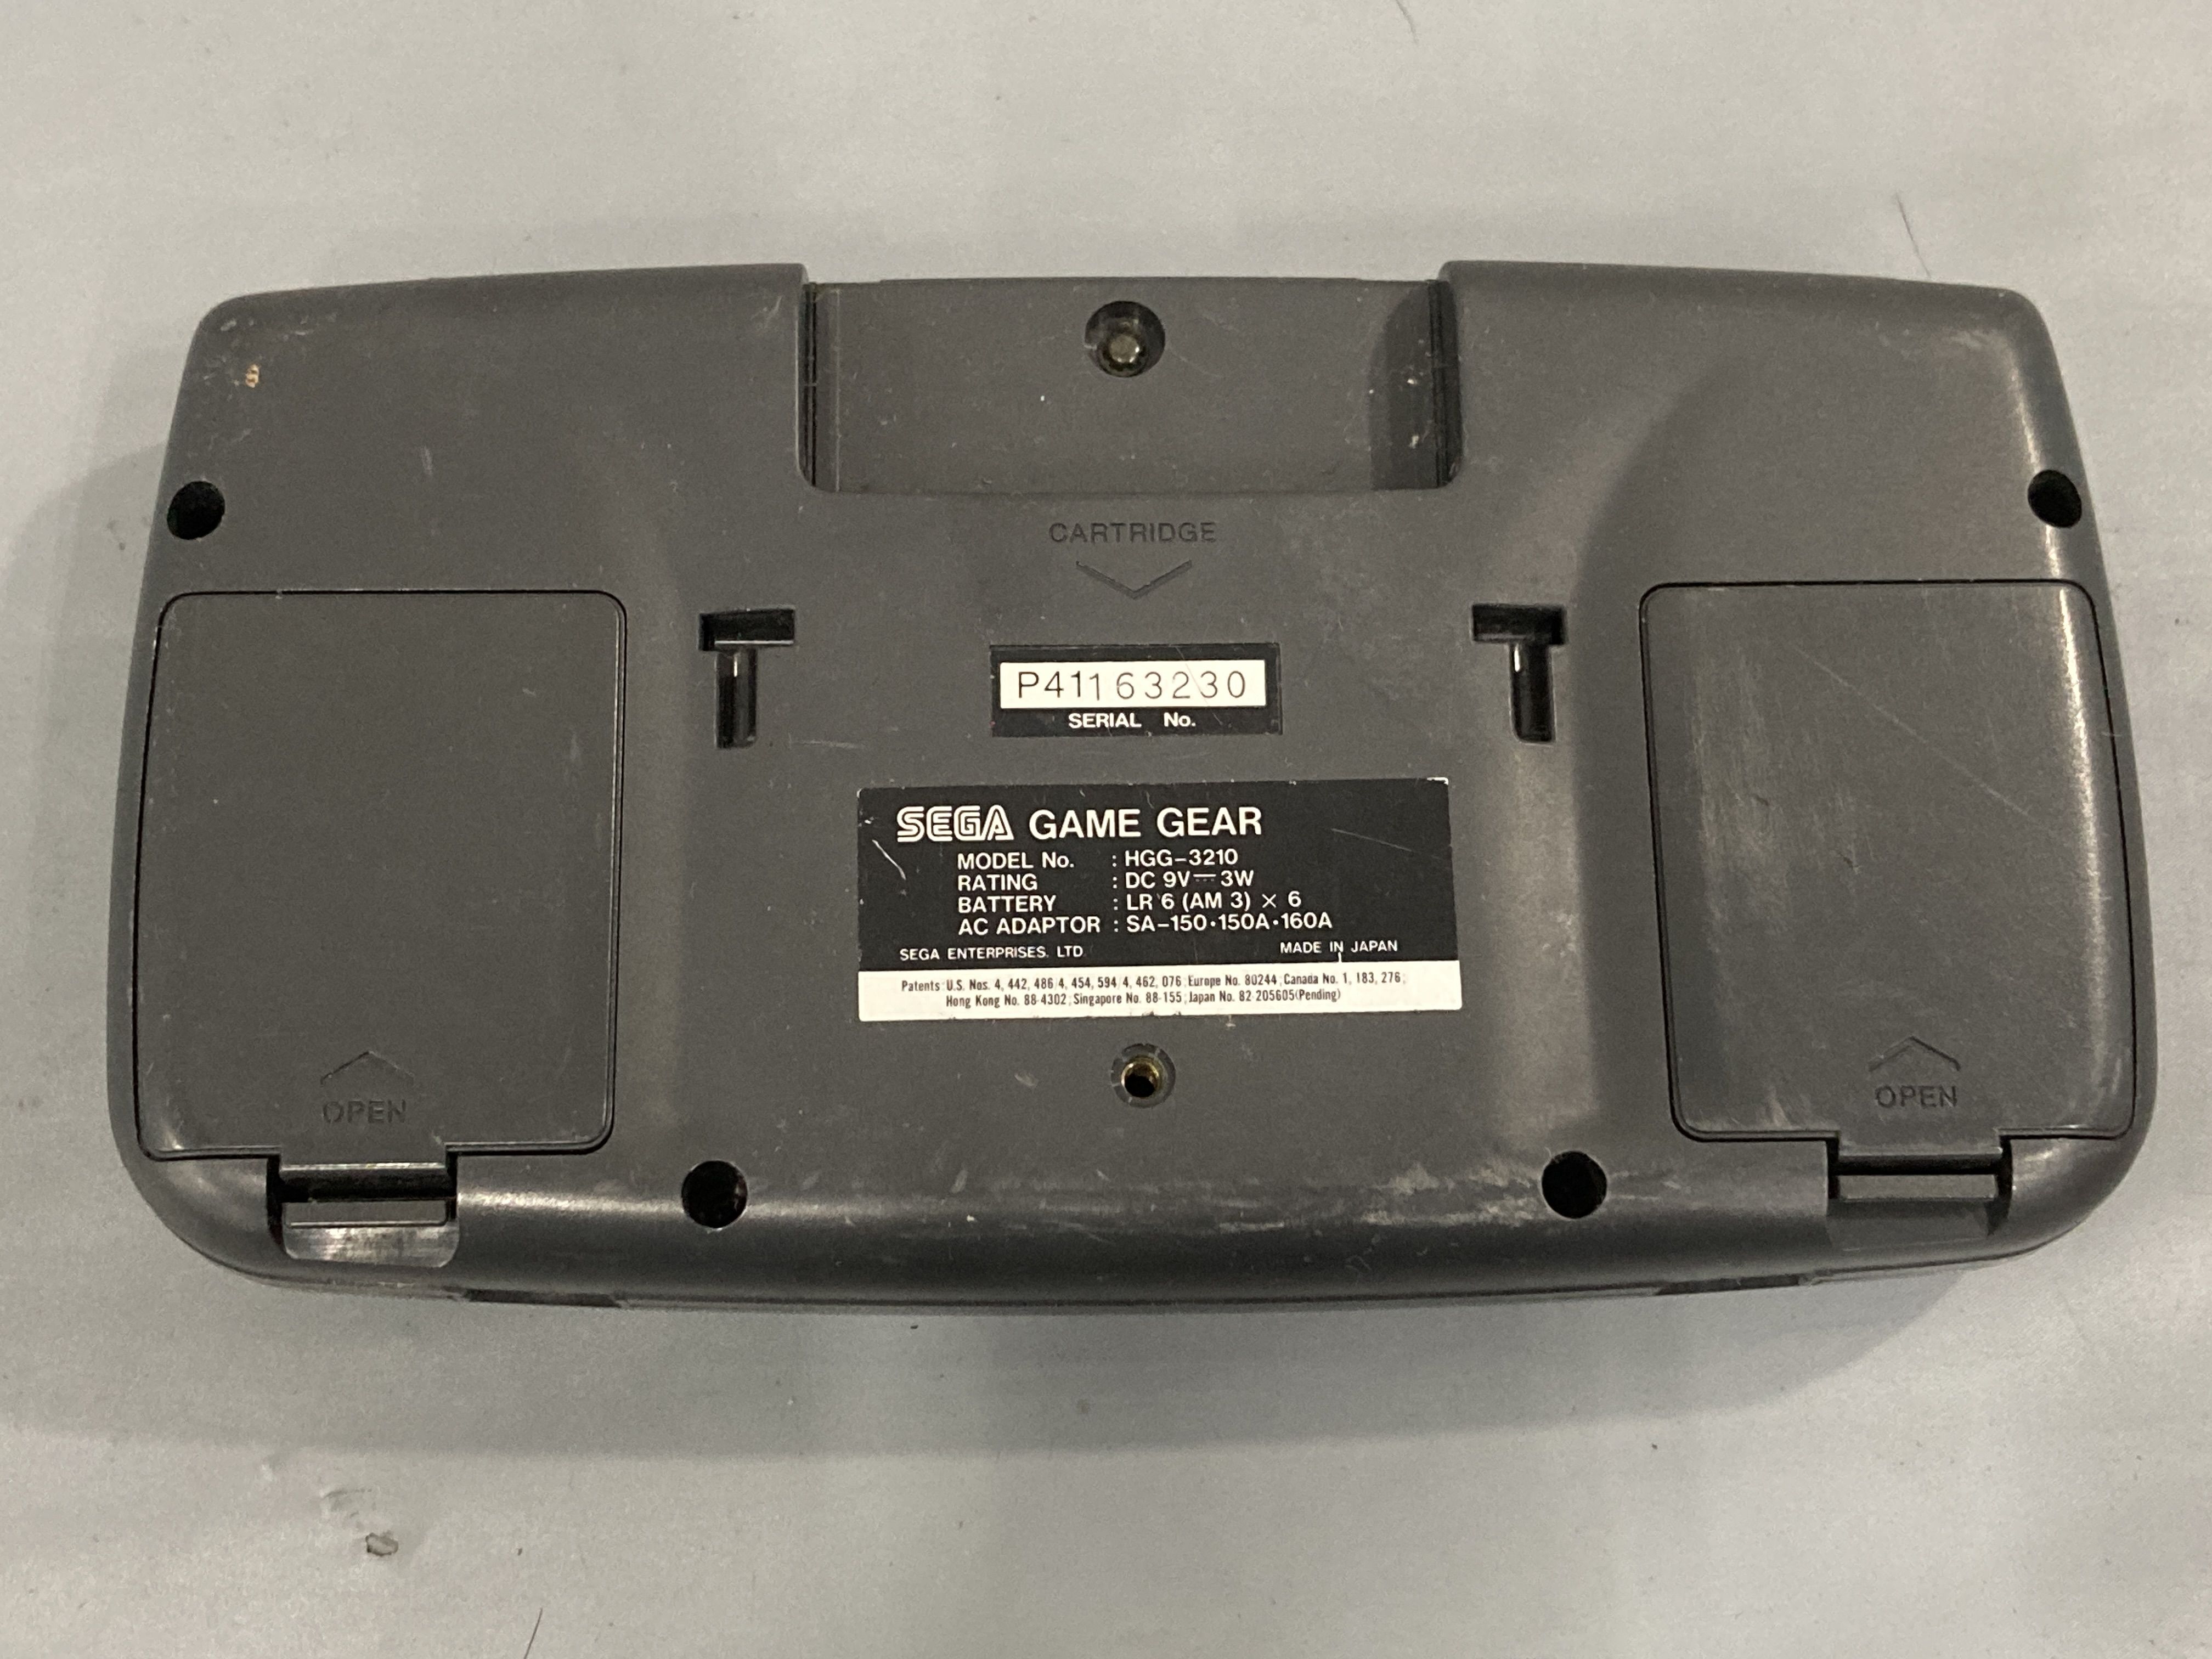 CARTRIDGE
P41163230
SERIAL No.
SEGA GAME GEAR
MODEL No. : HGG-3210
RATING : DC 9V⎓3W
BATTERY : LR 6 (AM 3) × 6
AC ADAPTOR : SA-150·150A·160A
SEGA ENTERPRISES. LTD MADE IN JAPAN
Patents U.S. Nos. 4, 442, 486 4, 454, 594 4, 462, 076 ; Europe No. 80244 ; Canada No. 1, 183, 276 ;
Hong Kong No. 88-4302 ; Singapore No. 88-155 ; Japan No. 82-205605(Pending)
OPEN
OPEN